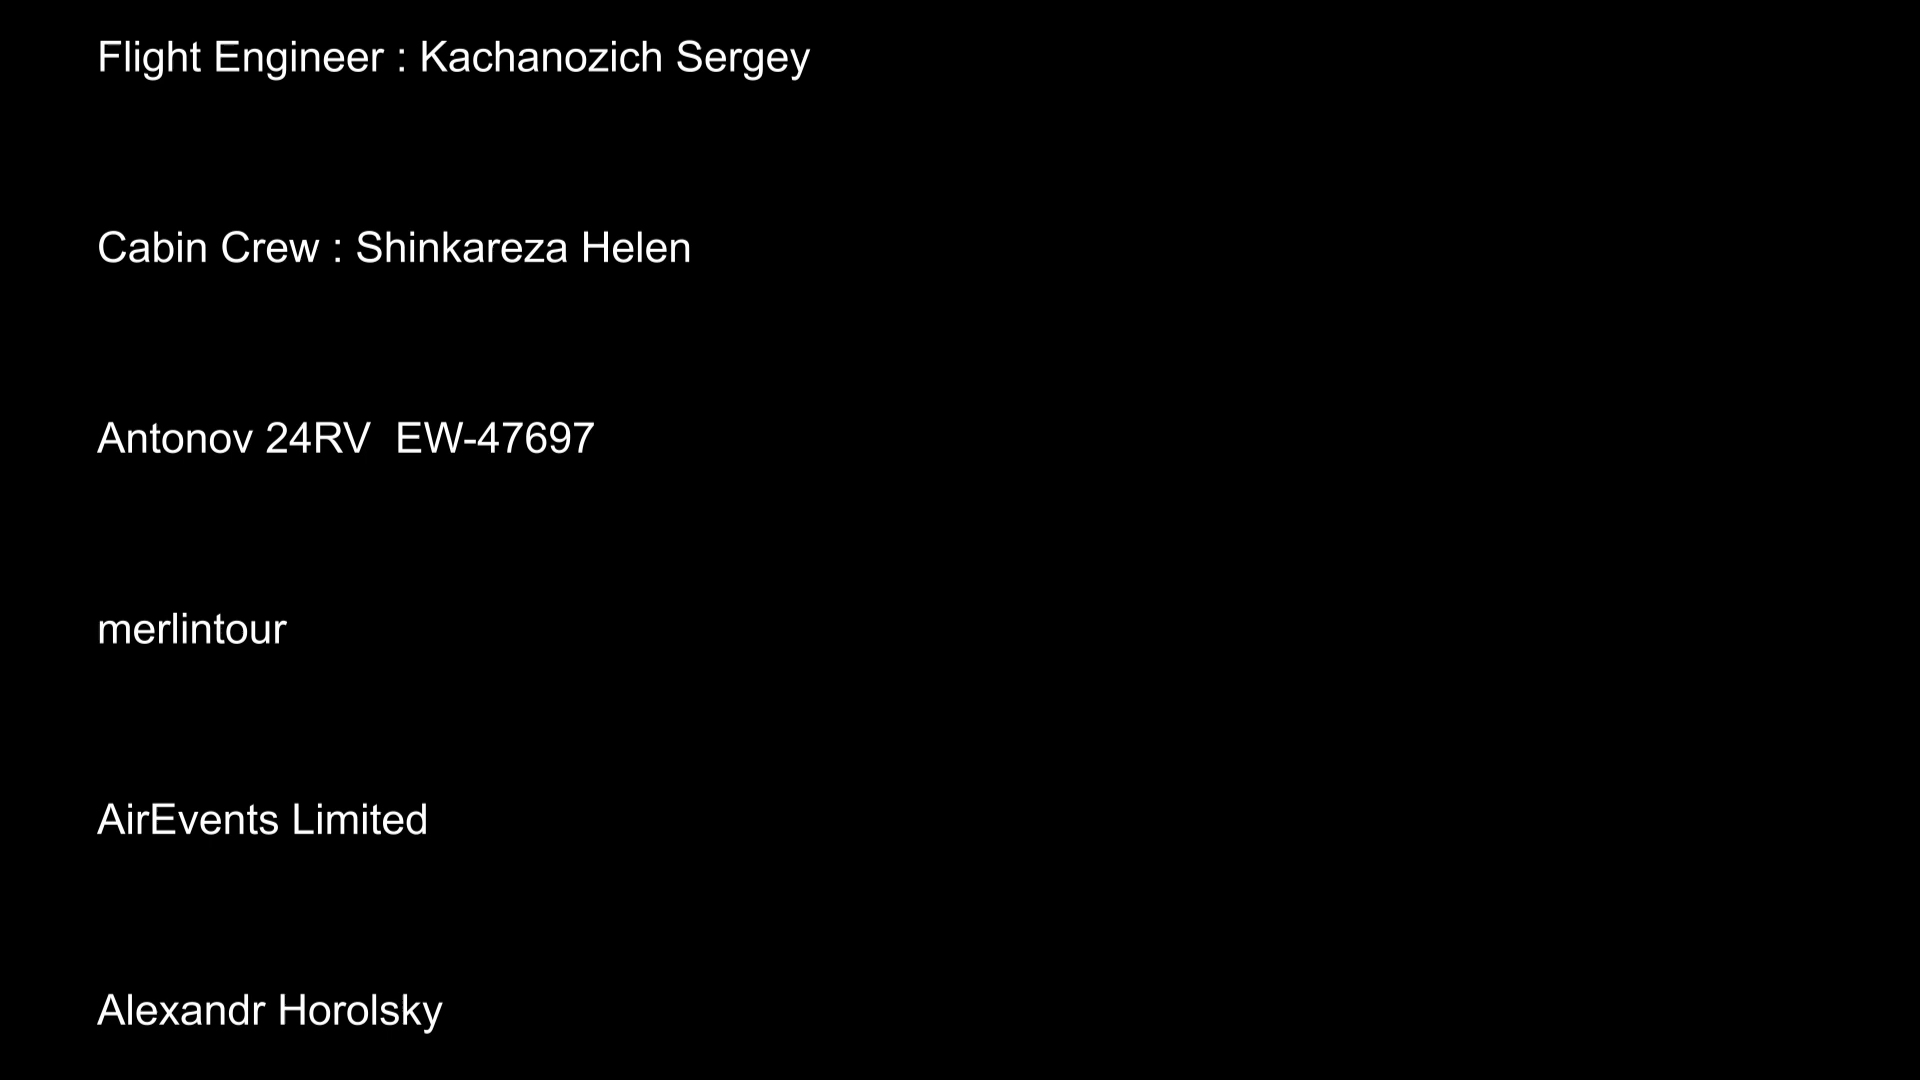 Flight Engineer : Kachanozich Sergey
Cabin Crew : Shinkareza Helen
Antonov 24RV  EW-47697
merlintour
AirEvents Limited
Alexandr Horolsky